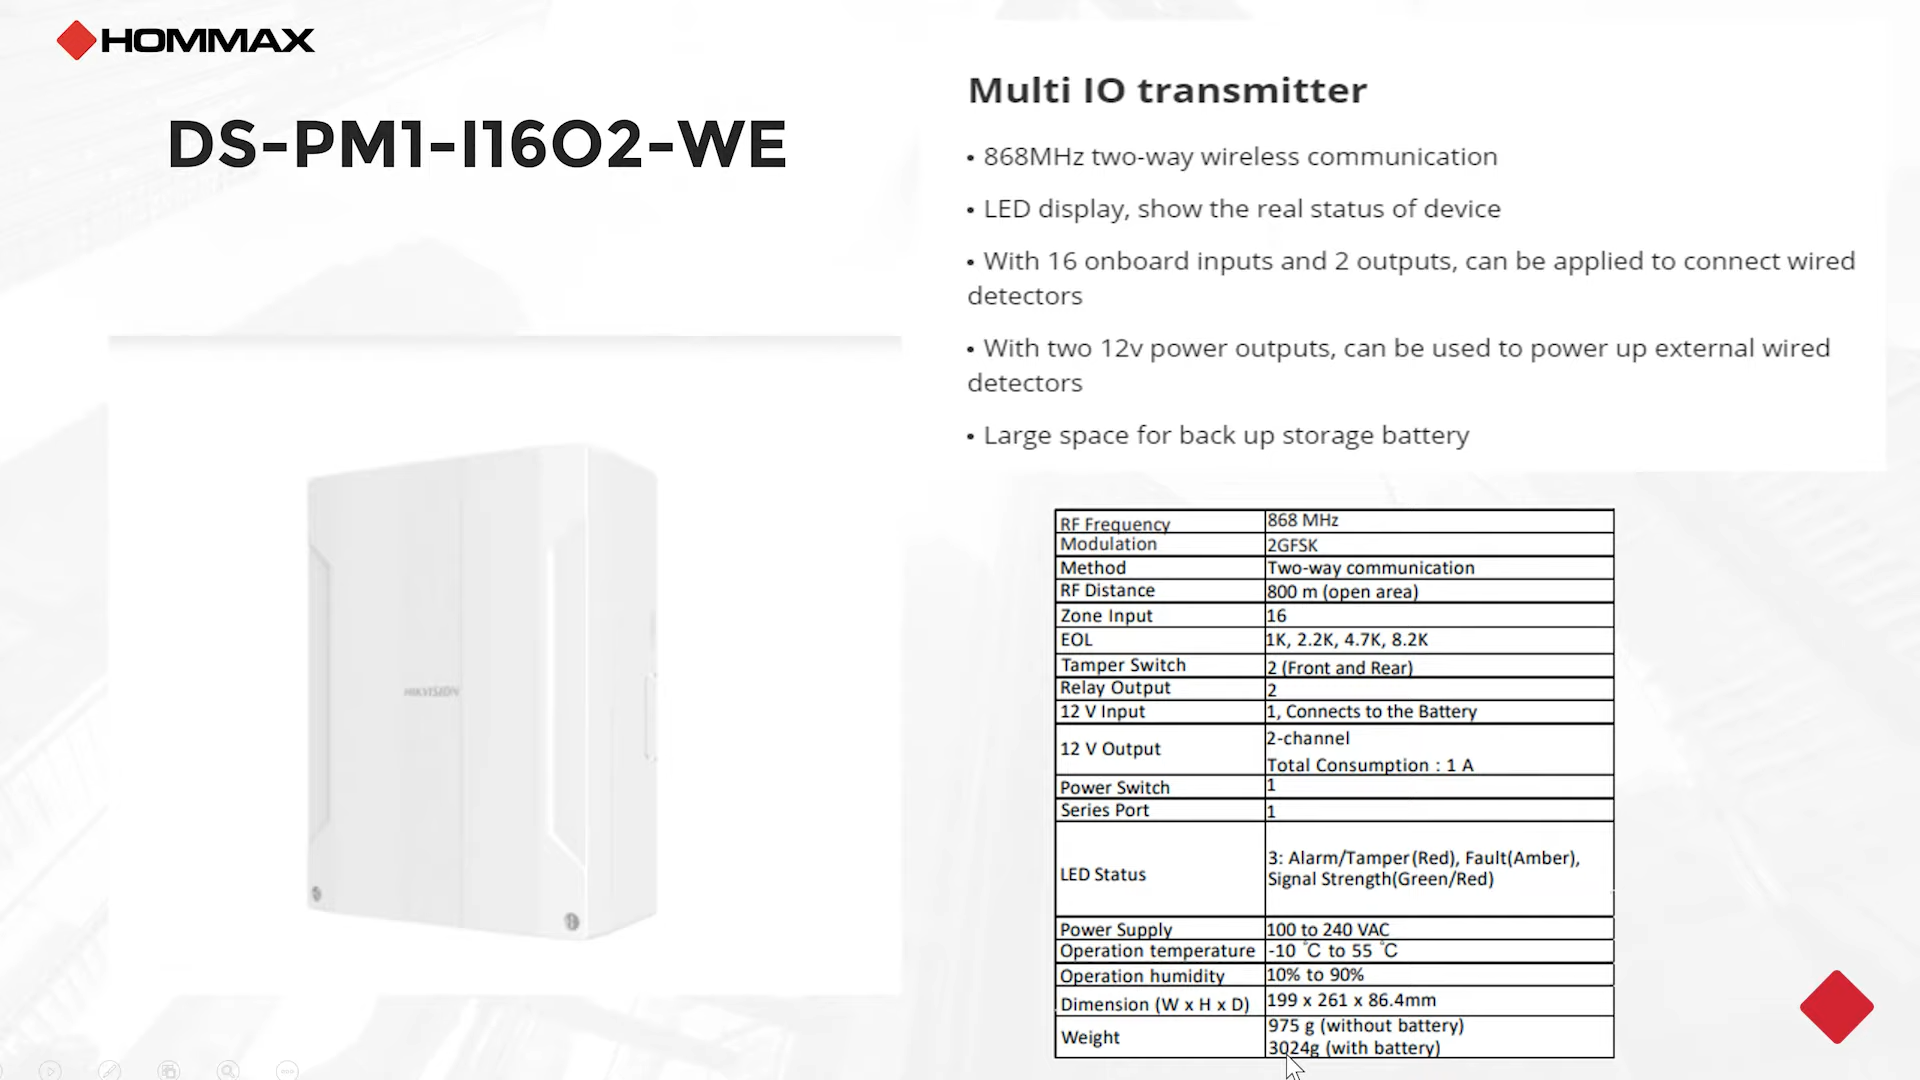 HOMMAX
DS-PM1-I16O2-WE
HIKVISION
Multi IO transmitter
• 868MHz two-way wireless communication
• LED display, show the real status of device
• With 16 onboard inputs and 2 outputs, can be applied to connect wired
detectors
• With two 12v power outputs, can be used to power up external wired
detectors
• Large space for back up storage battery
RF Frequency 868 MHz
Modulation 2GFSK
Method Two-way communication
RF Distance 800 m (open area)
Zone Input 16
EOL 1K, 2.2K, 4.7K, 8.2K
Tamper Switch 2 (Front and Rear)
Relay Output 2
12 V Input 1, Connects to the Battery
12 V Output 2-channel
Total Consumption : 1 A
Power Switch 1
Series Port 1
LED Status 3: Alarm/Tamper(Red), Fault(Amber),
Signal Strength(Green/Red)
Power Supply 100 to 240 VAC
Operation temperature -10 ℃ to 55 ℃
Operation humidity 10% to 90%
Dimension (W x H x D) 199 x 261 x 86.4mm
Weight 975 g (without battery)
3024g (with battery)